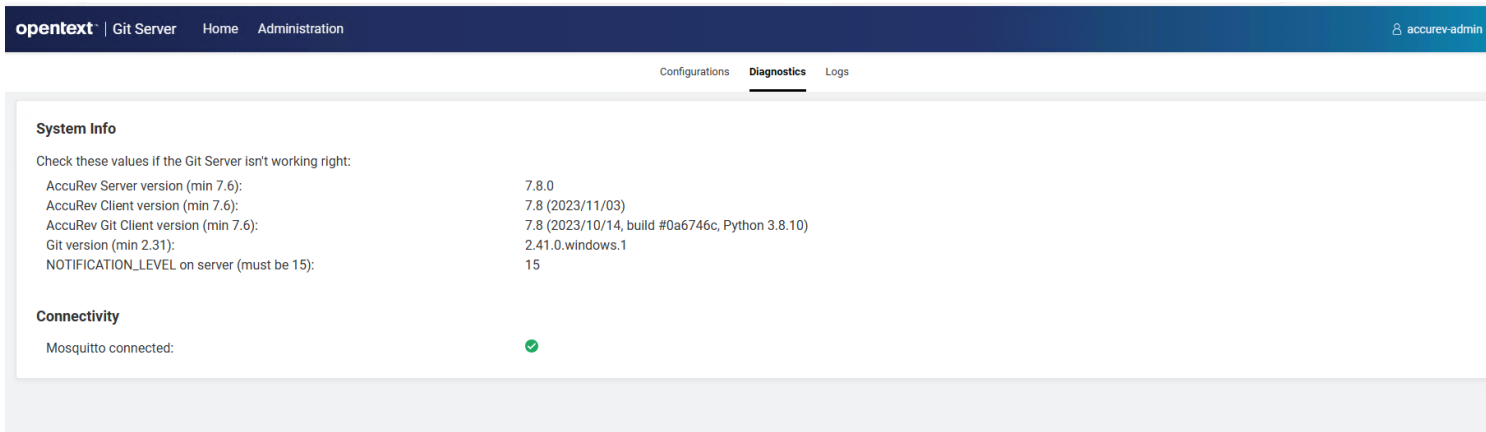 opentext™ | Git Server Home Administration accurev-admin
Configurations Diagnostics Logs
System Info
Check these values if the Git Server isn't working right:
AccuRev Server version (min 7.6): 7.8.0
AccuRev Client version (min 7.6): 7.8 (2023/11/03)
AccuRev Git Client version (min 7.6): 7.8 (2023/10/14, build #0a6746c, Python 3.8.10)
Git version (min 2.31): 2.41.0.windows.1
NOTIFICATION_LEVEL on server (must be 15): 15
Connectivity
Mosquitto connected: